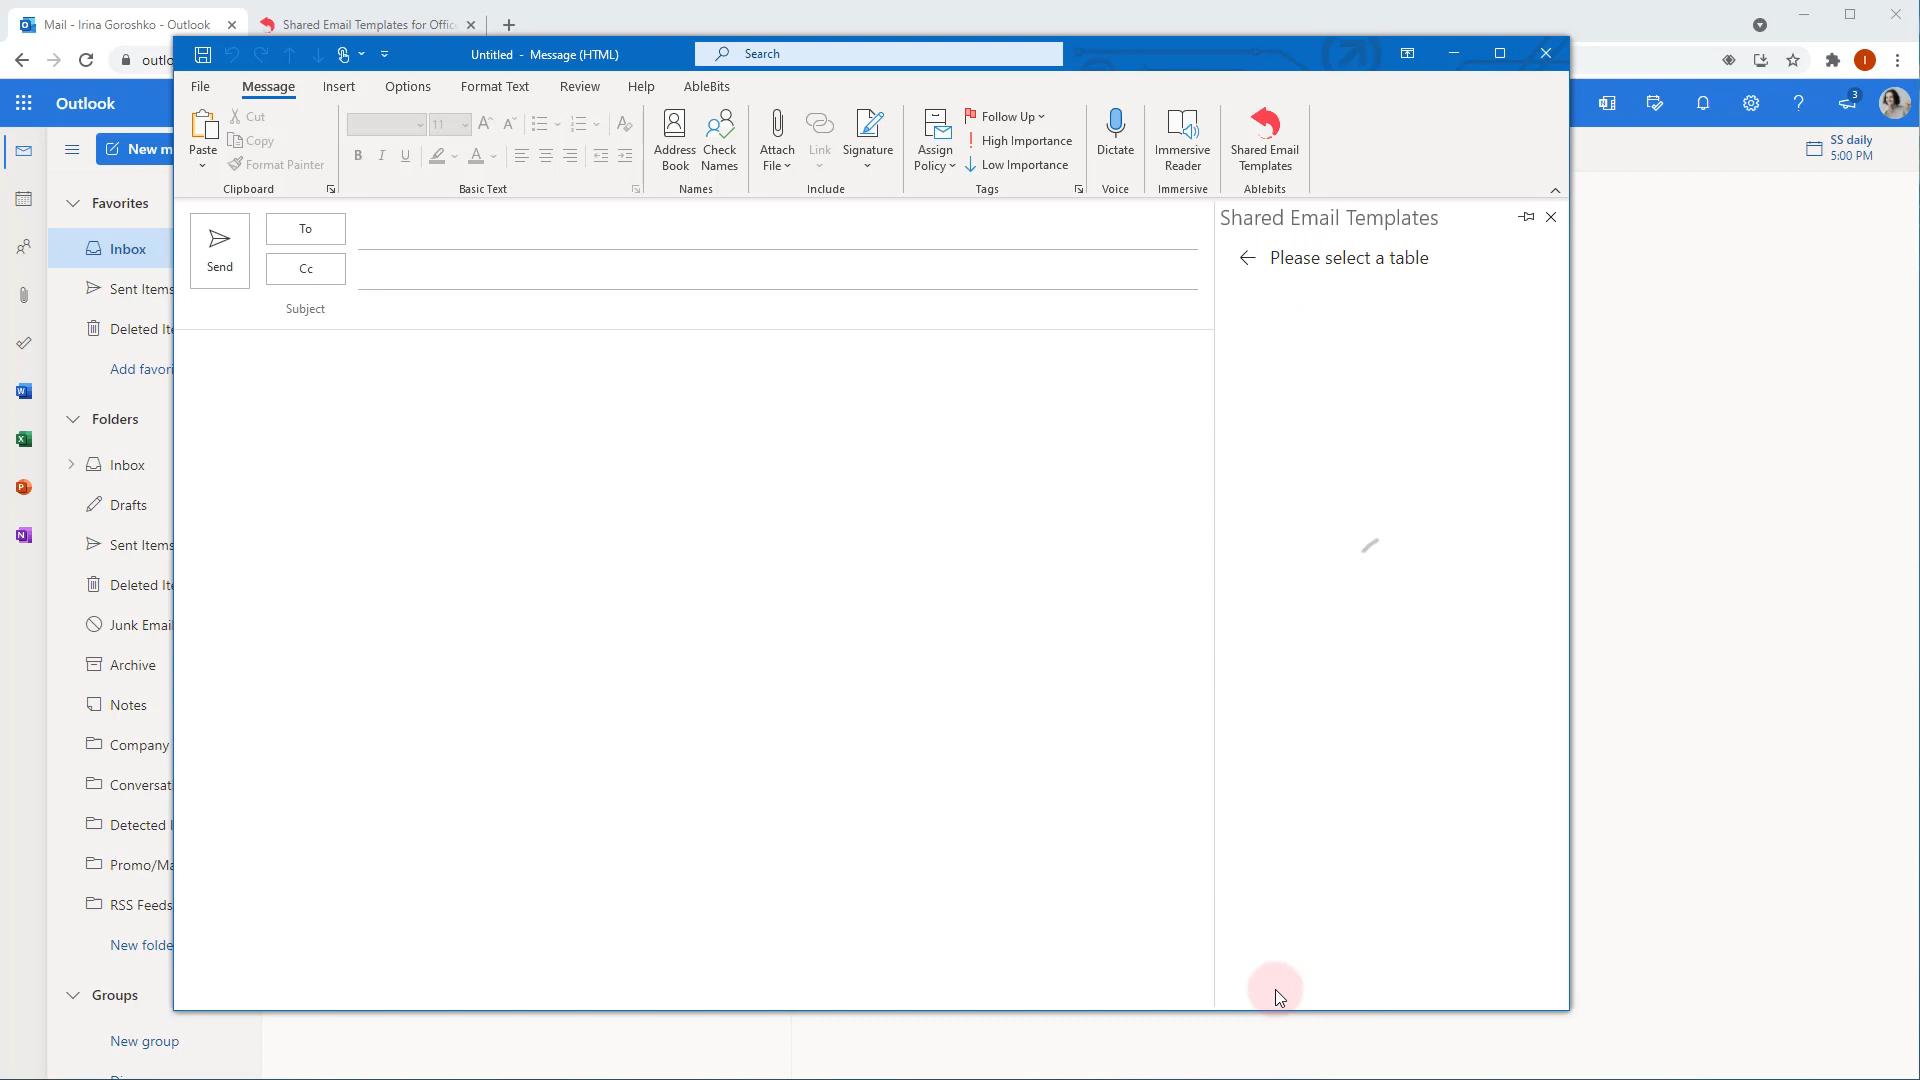 Mail - Irina Goroshko - Outlook
Shared Email Templates for Offic
outlo
Untitled - Message (HTML)
Search
File
Message
Insert
Options
Format Text
Review
Help
AbleBits
Outlook
3
Paste
Cut
Copy
Format Painter
Clipboard
11
B I U
A
Basic Text
Address Book
Check Names
Names
Attach File
Link
Signature
Include
Assign Policy
Follow Up
High Importance
Low Importance
Tags
Dictate
Voice
Immersive Reader
Immersive
Shared Email Templates
Ablebits
New m
SS daily
5:00 PM
Send
To
Cc
Subject
Shared Email Templates
Please select a table
Favorites
Inbox
Sent Items
Deleted Ite
Add favori
Folders
Inbox
Drafts
Sent Items
Deleted Ite
Junk Email
Archive
Notes
Company
Conversat
Detected I
Promo/Ma
RSS Feeds
New folde
Groups
New group